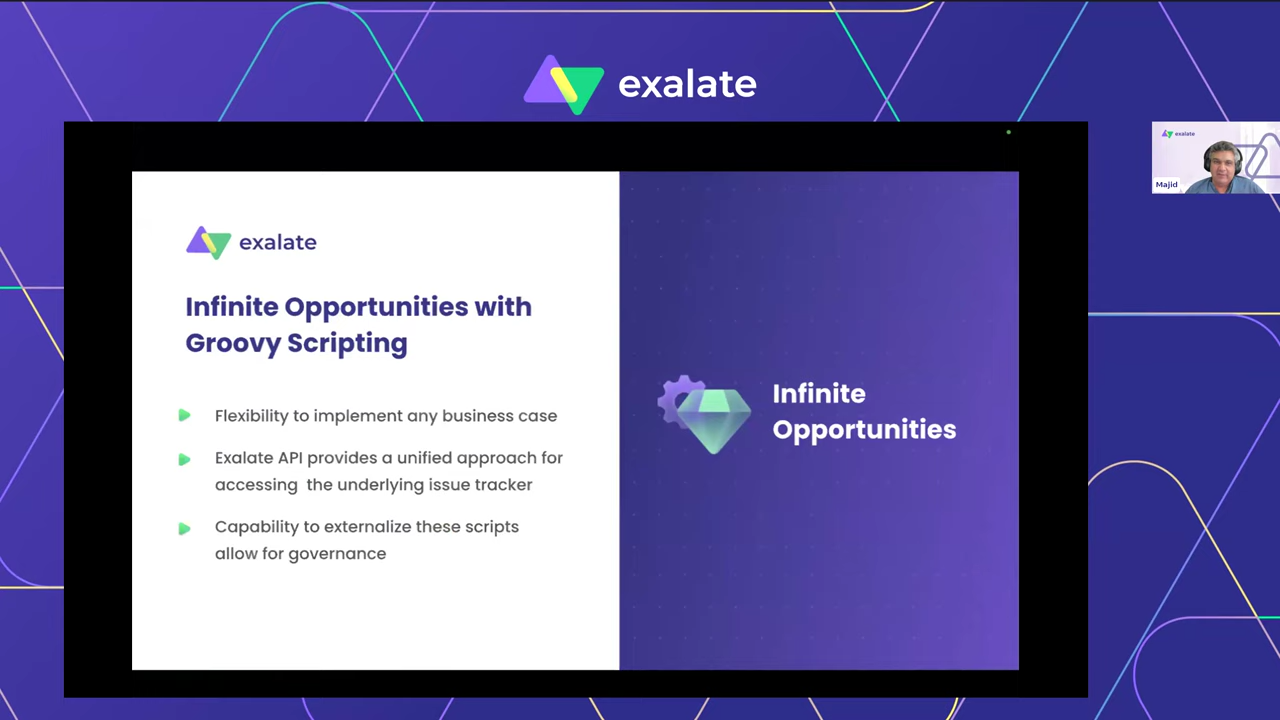 exalate
exalate
Majid
exalate
Infinite Opportunities with
Groovy Scripting
Flexibility to implement any business case
Exalate API provides a unified approach for
accessing the underlying issue tracker
Capability to externalize these scripts
allow for governance
Infinite
Opportunities